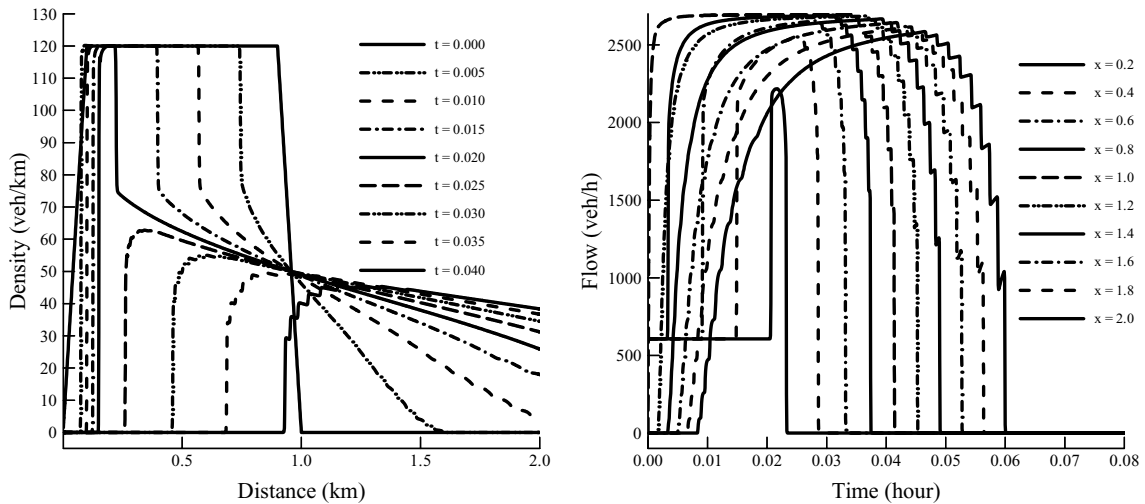 Density (veh/km)
130
120
110
100
90
80
70
60
50
40
30
20
10
0
0.5
1.0
1.5
2.0
Distance (km)
t = 0.000
t = 0.005
t = 0.010
t = 0.015
t = 0.020
t = 0.025
t = 0.030
t = 0.035
t = 0.040
Flow (veh/h)
2500
2000
1500
1000
500
0
0.00
0.01
0.02
0.03
0.04
0.05
0.06
0.07
0.08
Time (hour)
x = 0.2
x = 0.4
x = 0.6
x = 0.8
x = 1.0
x = 1.2
x = 1.4
x = 1.6
x = 1.8
x = 2.0